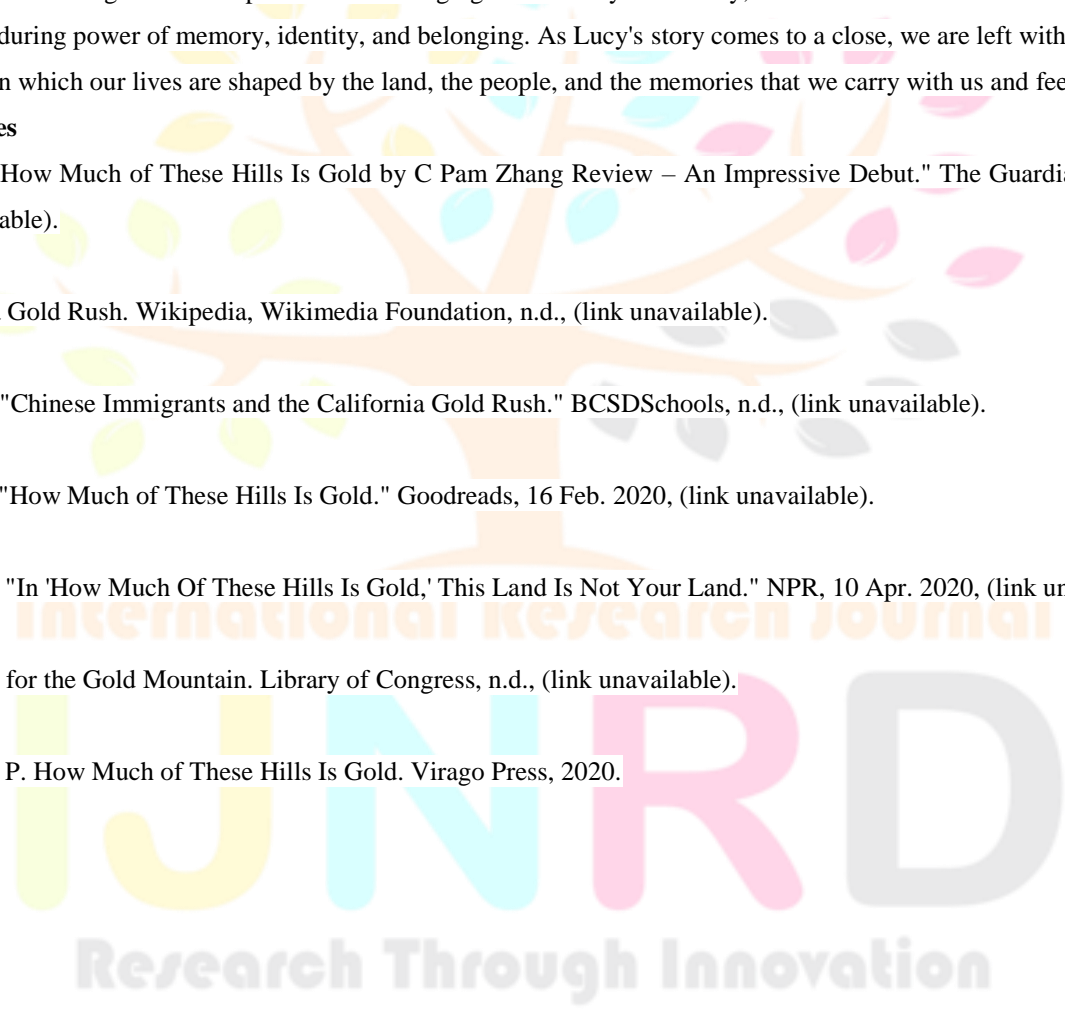 during power of memory, identity, and belonging. As Lucy's story comes to a close, we are left with
n which our lives are shaped by the land, the people, and the memories that we carry with us and fee
es
How Much of These Hills Is Gold by C Pam Zhang Review – An Impressive Debut." The Guardia
able).
Gold Rush. Wikipedia, Wikimedia Foundation, n.d., (link unavailable).
"Chinese Immigrants and the California Gold Rush." BCSDSchools, n.d., (link unavailable).
"How Much of These Hills Is Gold." Goodreads, 16 Feb. 2020, (link unavailable).
"In 'How Much Of These Hills Is Gold,' This Land Is Not Your Land." NPR, 10 Apr. 2020, (link un
International Research Journal
for the Gold Mountain. Library of Congress, n.d., (link unavailable).
P. How Much of These Hills Is Gold. Virago Press, 2020.
IJNRD
Research Through Innovation